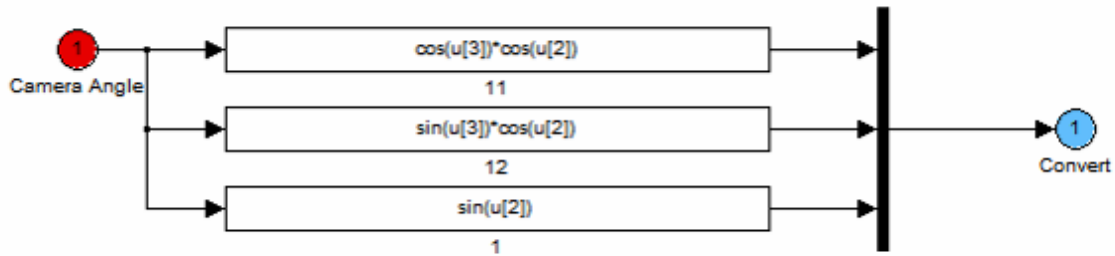 1
Camera Angle
cos(u[3])*cos(u[2])
11
sin(u[3])*cos(u[2])
12
sin(u[2])
1
1
Convert